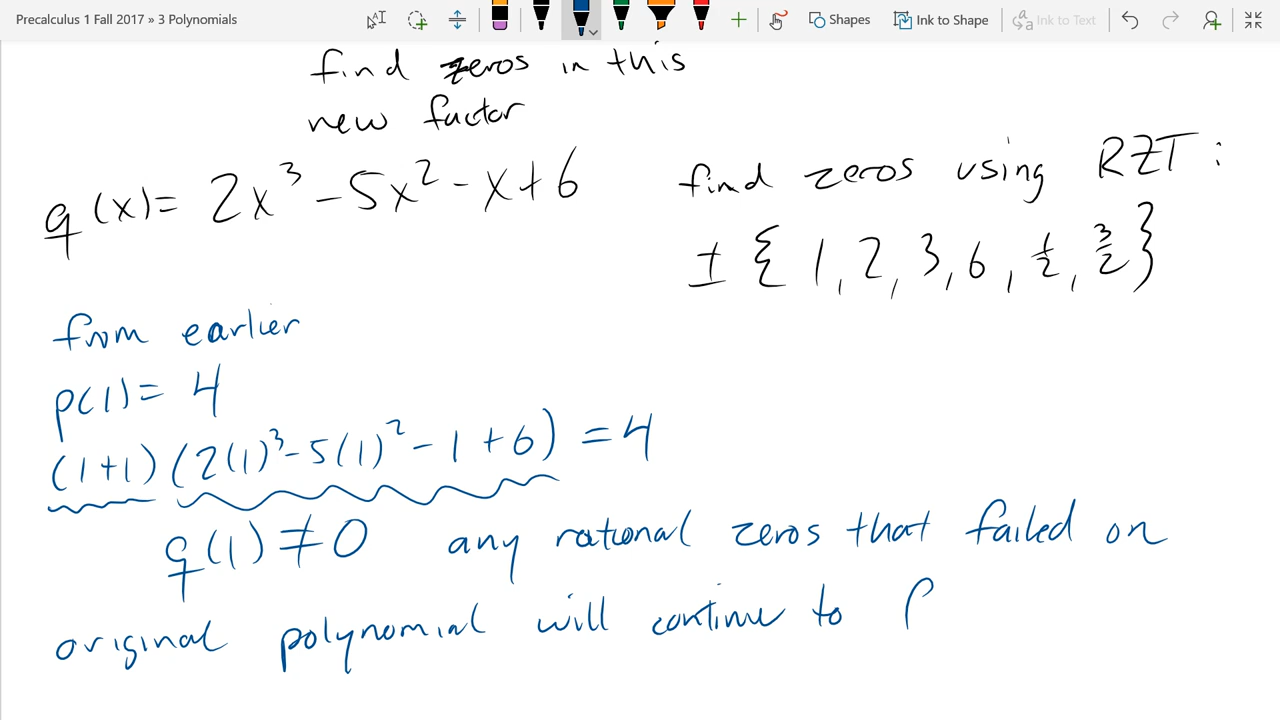 Precalculus 1 Fall 2017 » 3 Polynomials
Shapes
Ink to Shape
Ink to Text
find zeros in this
new factor
q(x) = 2x³ - 5x² - x + 6
find zeros using RZT:
± { 1, 2, 3, 6, 1/2, 3/2 }
from earlier
p(1) = 4
(1+1)(2(1)³ - 5(1)² - 1 + 6) = 4
q(1) ≠ 0 any rational zeros that failed on
original polynomial will continue to